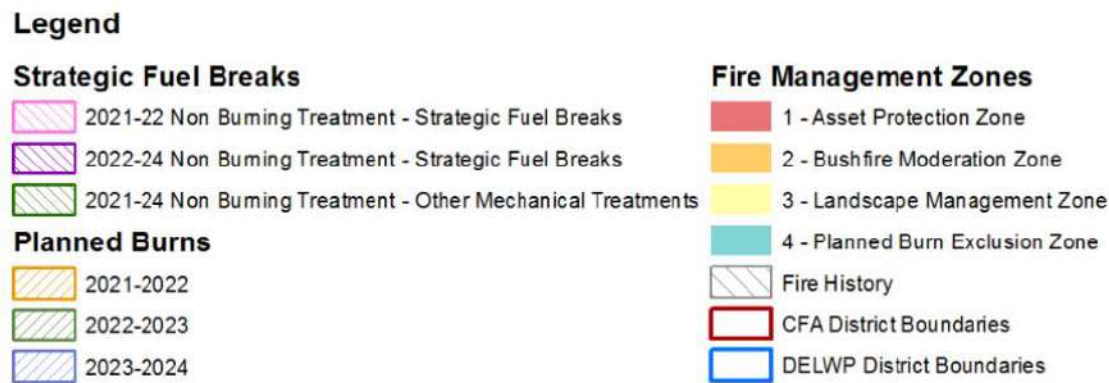 Legend
Strategic Fuel Breaks
2021-22 Non Burning Treatment - Strategic Fuel Breaks
2022-24 Non Burning Treatment - Strategic Fuel Breaks
2021-24 Non Burning Treatment - Other Mechanical Treatments
Planned Burns
2021-2022
2022-2023
2023-2024
Fire Management Zones
1 - Asset Protection Zone
2 - Bushfire Moderation Zone
3 - Landscape Management Zone
4 - Planned Burn Exclusion Zone
Fire History
CFA District Boundaries
DELWP District Boundaries